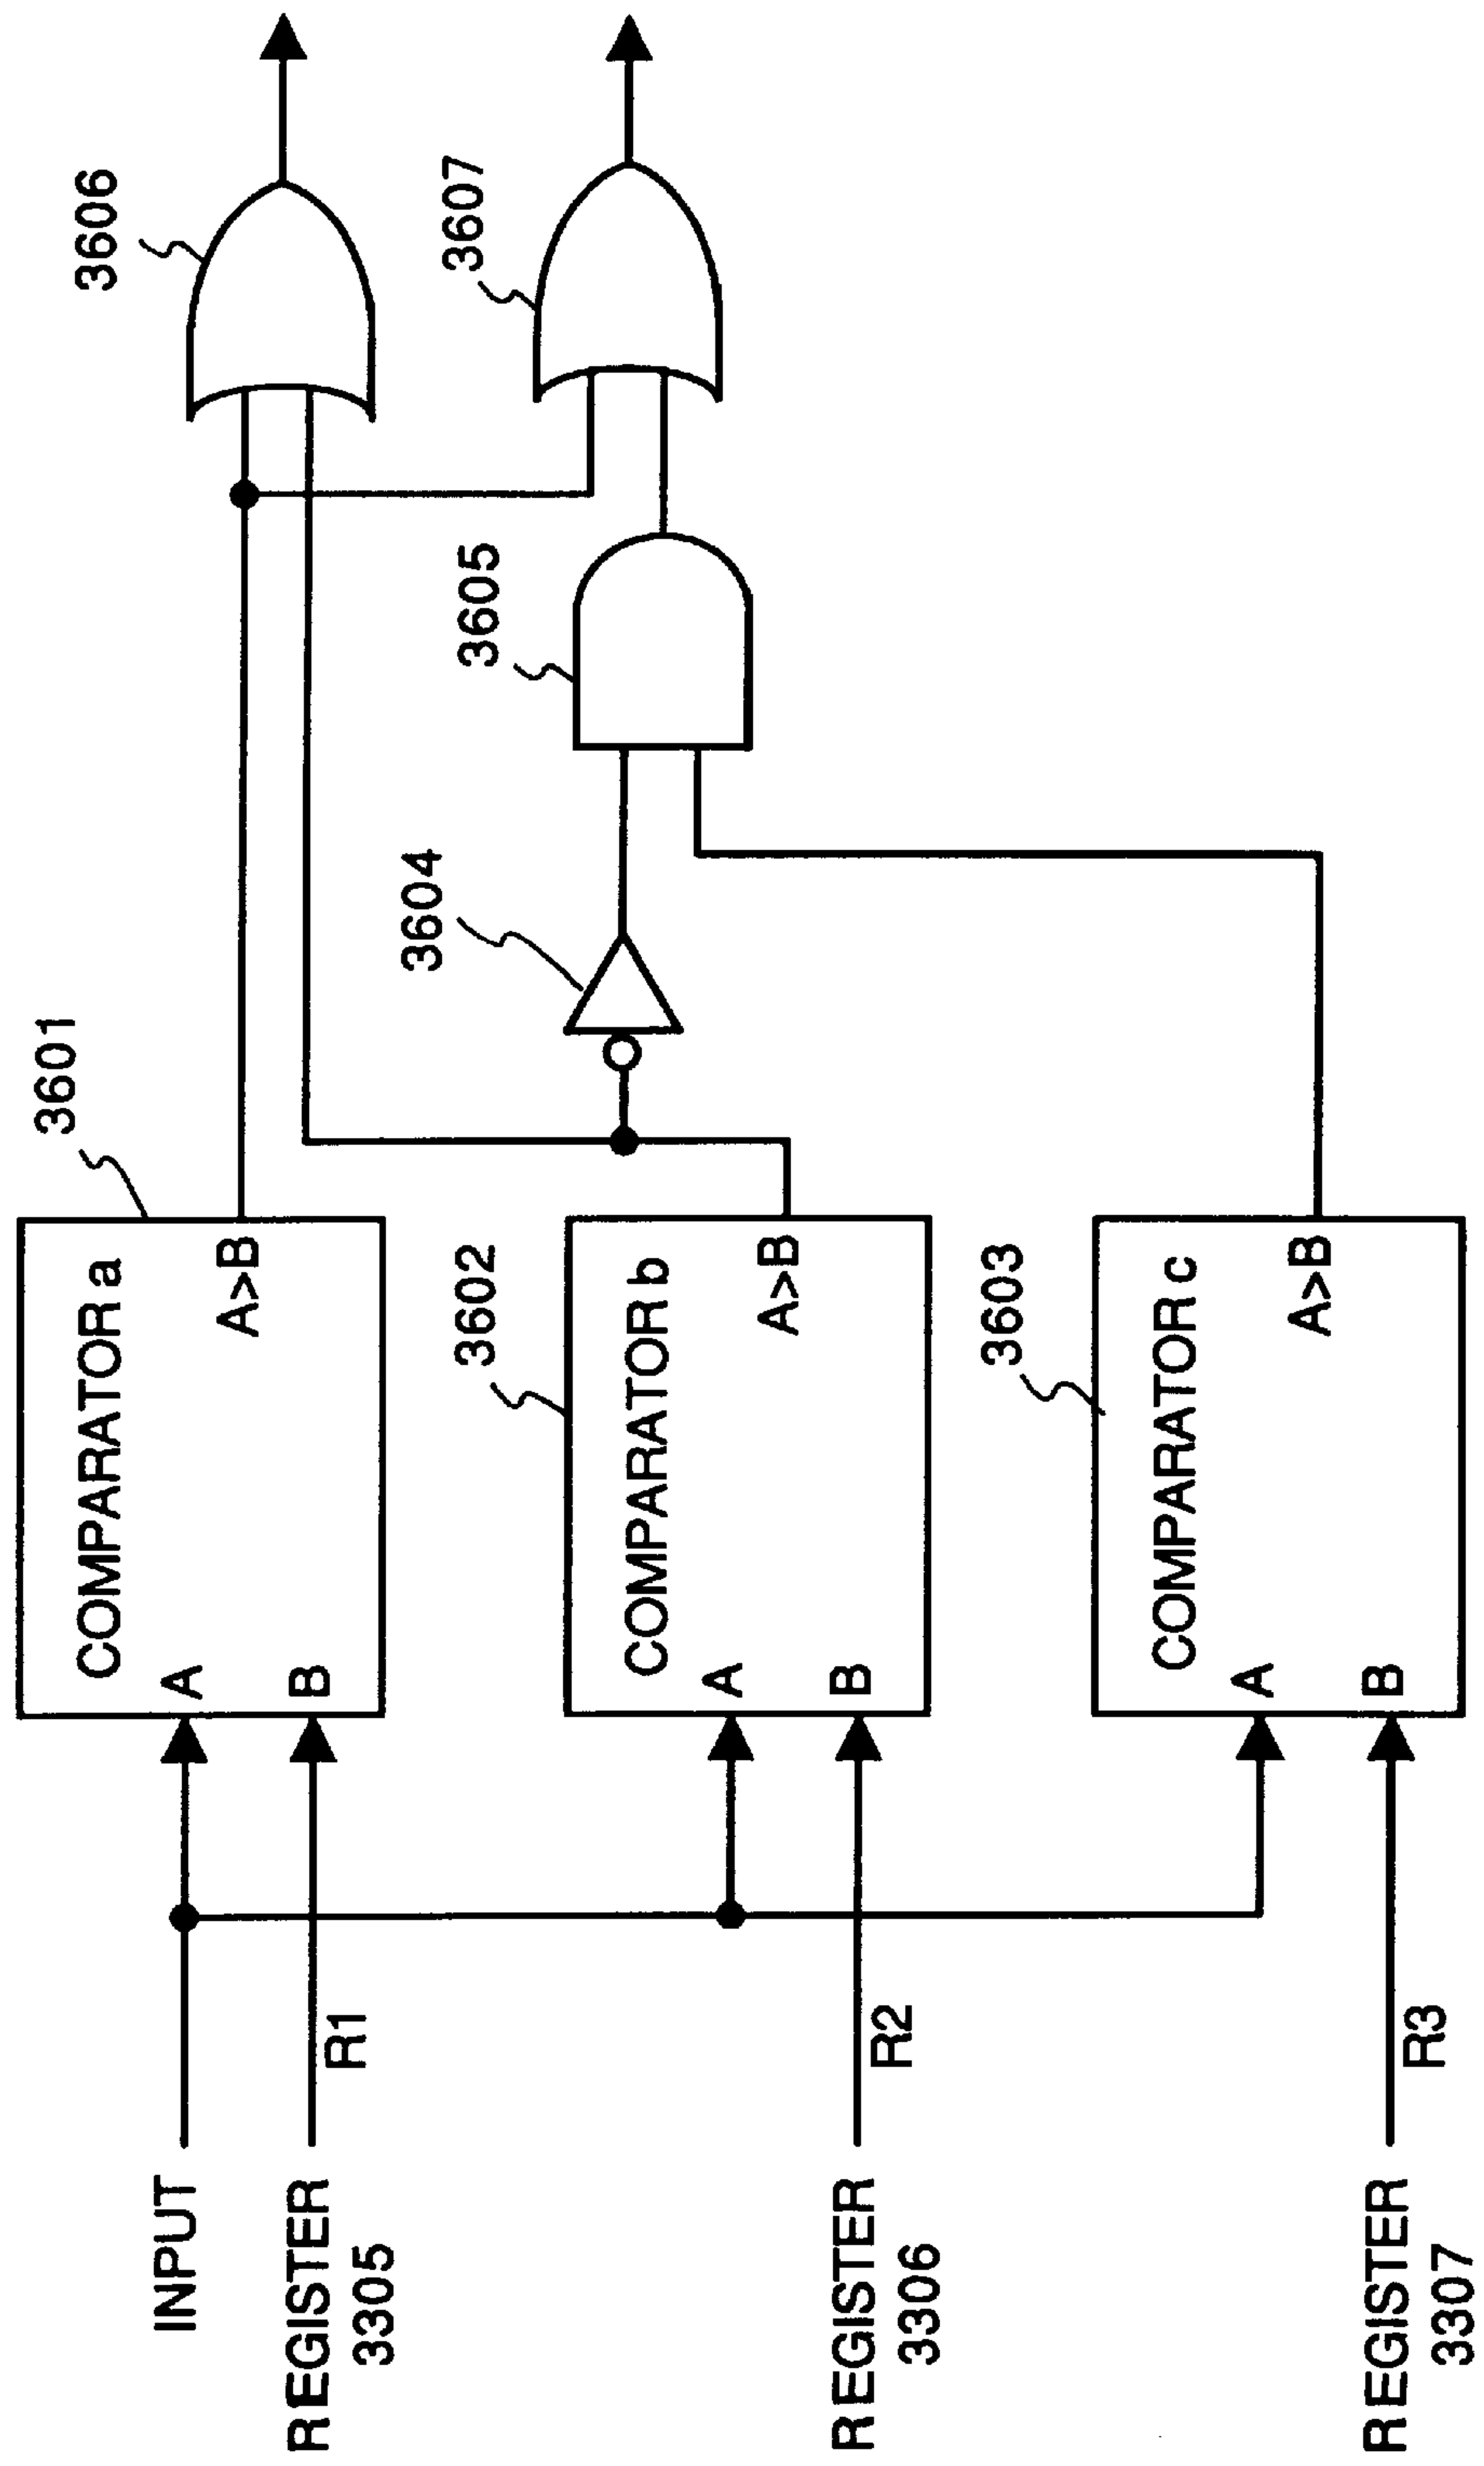 INPUT
REGISTER
3305
R1
A
B
COMPARATOR a
A>B
3601
3606
REGISTER
3306
R2
A
B
COMPARATOR b
A>B
3602
3604
3605
3607
REGISTER
3307
R3
A
B
COMPARATOR c
A>B
3603